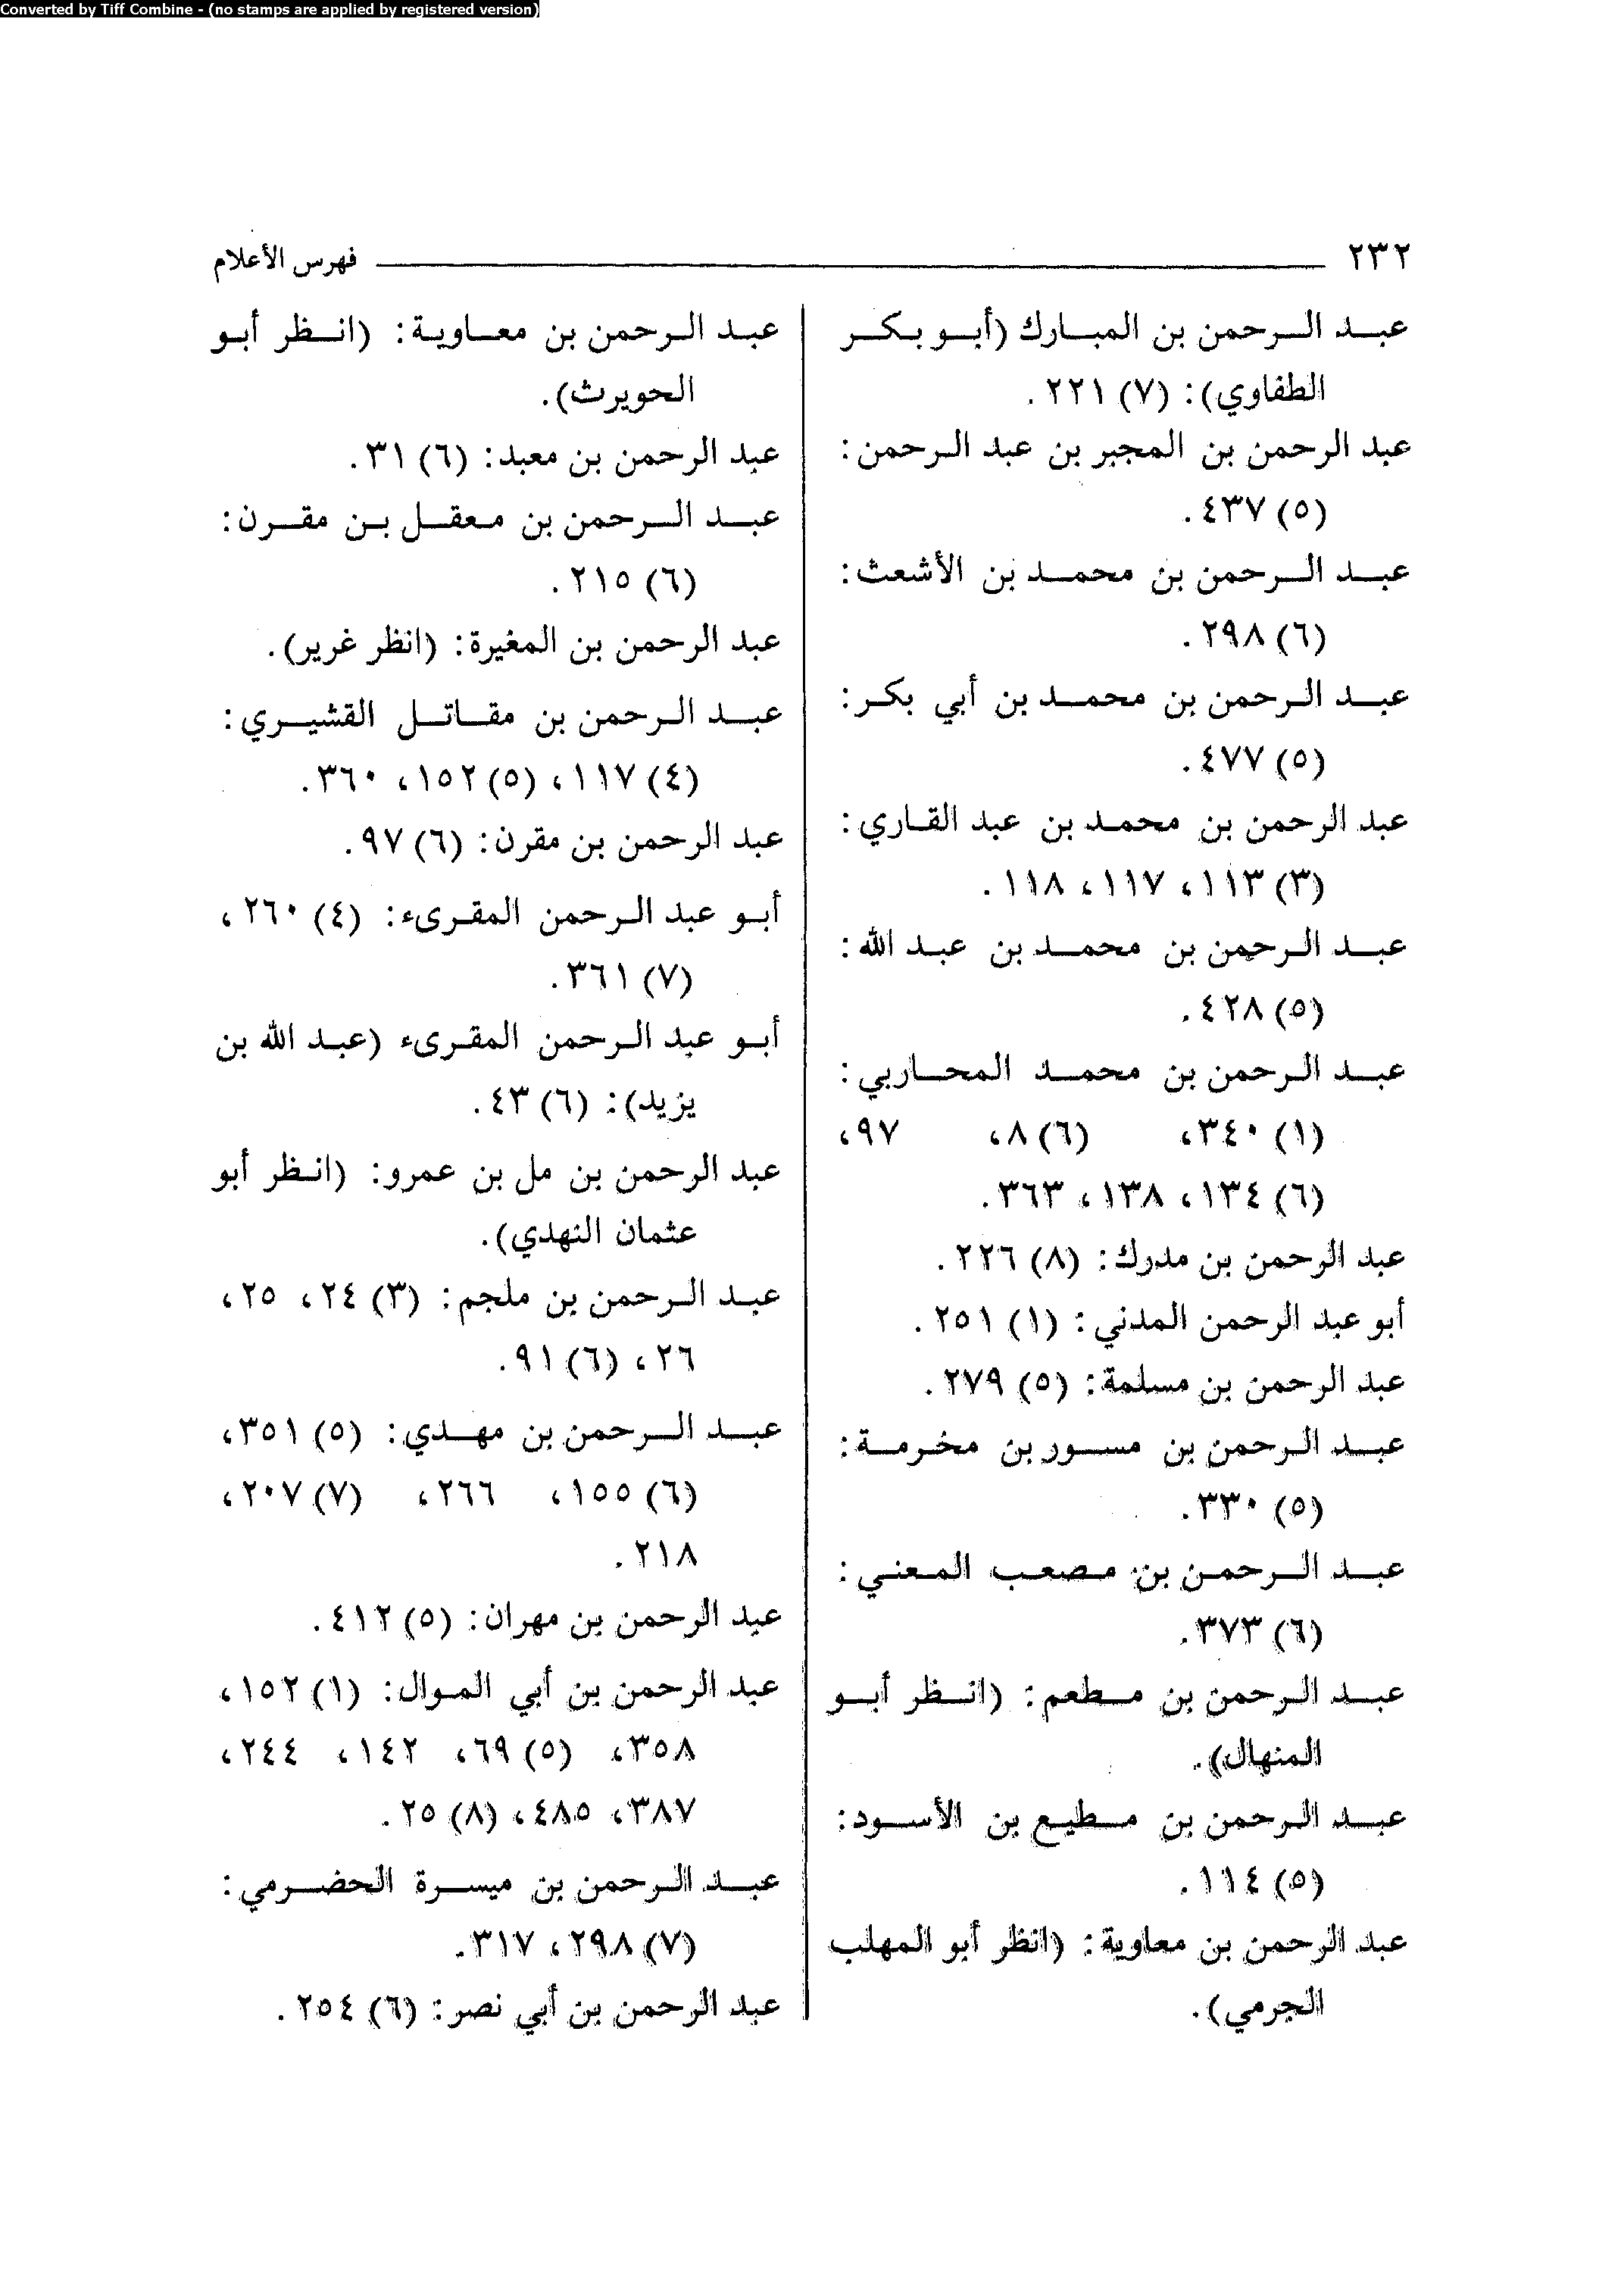 Converted by Tiff Combine - (no stamps are applied by registered version)
٢٣٢ فهرس الأعلام
عبد الرحمن بن المبارك (أبو بكر
الطفاوي): (٧) ٢٢١.
عبد الرحمن بن المجبر بن عبد الرحمن:
(٥) ٤٣٧.
عبد الرحمن بن محمد بن الأشعث:
(٦) ٢٩٨.
عبد الرحمن بن محمد بن أبي بكر:
(٥) ٤٧٧.
عبد الرحمن بن محمد بن عبد القاري:
(٣) ١١٣، ١١٧، ١١٨.
عبد الرحمن بن محمد بن عبد الله:
(٥) ٤٢٨.
عبد الرحمن بن محمد المحاربي:
(١) ٣٤٠، (٦) ٨، ٩٧،
(٦) ١٣٤، ١٣٨، ٣٦٣.
عبد الرحمن بن مدرك: (٨) ٢٢٦.
أبو عبد الرحمن المدني: (١) ٢٥١.
عبد الرحمن بن مسلمة: (٥) ٢٧٩.
عبد الرحمن بن مسور بن مخرمة:
(٥) ٣٣٠.
عبد الرحمن بن مصعب المعني:
(٦) ٣٧٣.
عبد الرحمن بن مطعم: (انظر أبو
المنهال).
عبد الرحمن بن مطيع بن الأسود:
(٥) ١١٤.
عبد الرحمن بن معاوية: (انظر أبو المهلب
الجرمي).
عبد الرحمن بن معاوية: (انظر أبو
الحويرث).
عبد الرحمن بن معبد: (٦) ٣١.
عبد الرحمن بن معقل بن مقرن:
(٦) ٢١٥.
عبد الرحمن بن المغيرة: (انظر غرير).
عبد الرحمن بن مقاتل القشيري:
(٤) ١١٧، (٥) ١٥٢، ٣٦٠.
عبد الرحمن بن مقرن: (٦) ٩٧.
أبو عبد الرحمن المقرىء: (٤) ٢٦٠،
(٧) ٣٦١.
أبو عبد الرحمن المقرىء (عبد الله بن
يزيد): (٦) ٤٣.
عبد الرحمن بن مل بن عمرو: (انظر أبو
عثمان النهدي).
عبد الرحمن بن ملجم: (٣) ٢٤، ٢٥،
٢٦، (٦) ٩١.
عبد الرحمن بن مهدي: (٥) ٣٥١،
(٦) ١٥٥، ٢٦٦، (٧) ٢٠٧،
٢١٨.
عبد الرحمن بن مهران: (٥) ٤١٢.
عبد الرحمن بن أبي الموال: (١) ١٥٢،
٣٥٨، (٥) ٦٩، ١٤٢، ٢٤٤،
٣٨٧، ٤٨٥، (٨) ٢٥.
عبد الرحمن بن ميسرة الحضرمي:
(٧) ٢٩٨، ٣١٧.
عبد الرحمن بن أبي نصر: (٦) ٢٥٤.